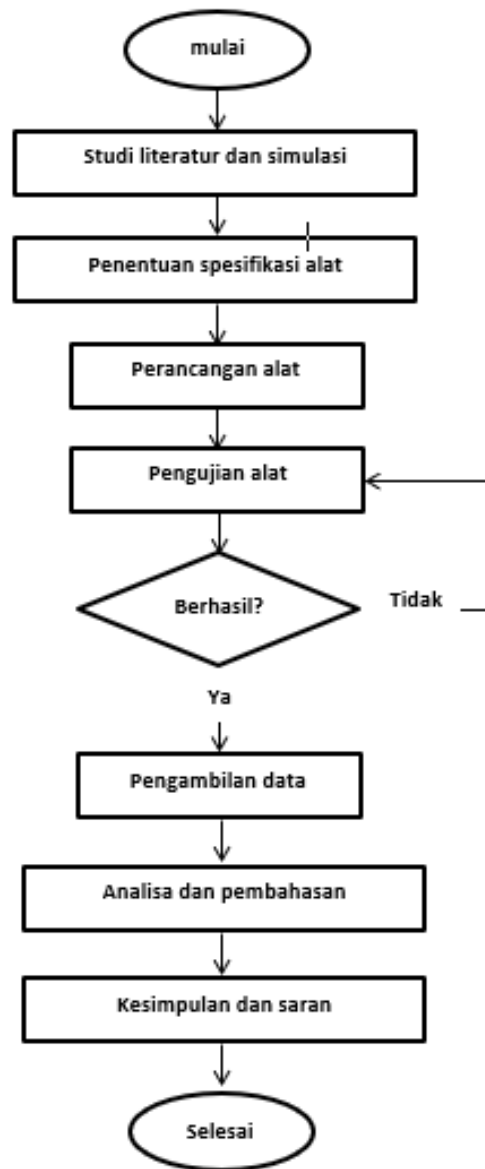 mulai
Studi literatur dan simulasi
Penentuan spesifikasi alat
Perancangan alat
Pengujian alat
Berhasil?
Tidak
Ya
Pengambilan data
Analisa dan pembahasan
Kesimpulan dan saran
Selesai